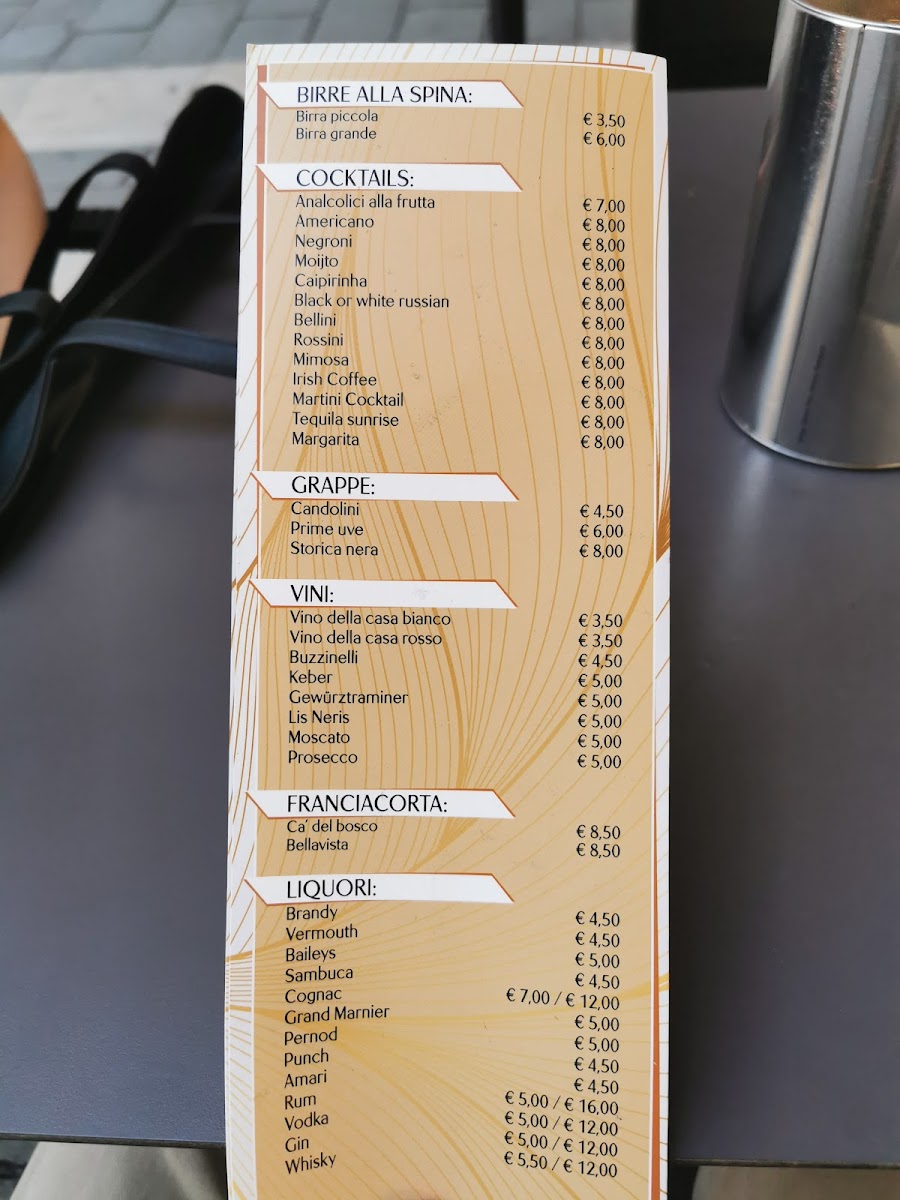 BIRRE ALLA SPINA:
Birra piccola € 3,50
Birra grande € 6,00
COCKTAILS:
Analcolici alla frutta € 7,00
Americano € 8,00
Negroni € 8,00
Moijto € 8,00
Caipirinha € 8,00
Black or white russian € 8,00
Bellini € 8,00
Rossini € 8,00
Mimosa € 8,00
Irish Coffee € 8,00
Martini Cocktail € 8,00
Tequila sunrise € 8,00
Margarita € 8,00
GRAPPE:
Candolini € 4,50
Prime uve € 6,00
Storica nera € 8,00
VINI:
Vino della casa bianco € 3,50
Vino della casa rosso € 3,50
Buzzinelli € 4,50
Keber € 5,00
Gewürztraminer € 5,00
Lis Neris € 5,00
Moscato € 5,00
Prosecco € 5,00
FRANCIACORTA:
Ca' del bosco € 8,50
Bellavista € 8,50
LIQUORI:
Brandy € 4,50
Vermouth € 4,50
Baileys € 5,00
Sambuca € 4,50
Cognac € 7,00 / € 12,00
Grand Marnier € 5,00
Pernod € 5,00
Punch € 4,50
Amari € 4,50
Rum € 5,00 / € 16,00
Vodka € 5,00 / € 12,00
Gin € 5,00 / € 12,00
Whisky € 5,50 / € 12,00